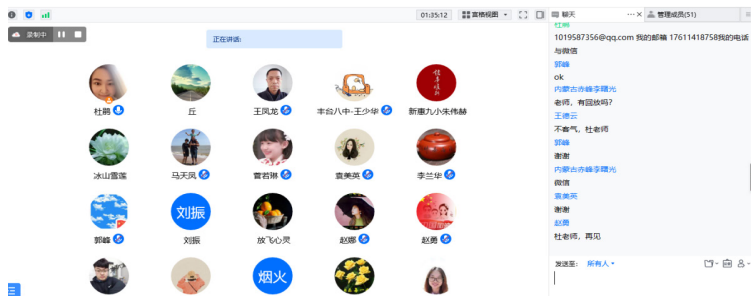 01:35:12
宫格视图
聊天
管理成员(51)
录制中
正在讲话:
杜鹃
丘
王凤龙
丰台八中-王少华
新惠九小朱伟赫
冰山雪莲
马天凤
菅若琳
袁美英
李兰华
郭峰
刘振
刘振
放飞心灵
赵娜
赵勇
烟火
杜鹃
1019587356@qq.com 我的邮箱 17611418758我的电话
与微信
郭峰
ok
内蒙古赤峰李曙光
老师，有回放吗？
王德云
不客气，杜老师
郭峰
谢谢
内蒙古赤峰李曙光
微信
袁美英
谢谢
赵勇
杜老师，再见
发送至: 所有人